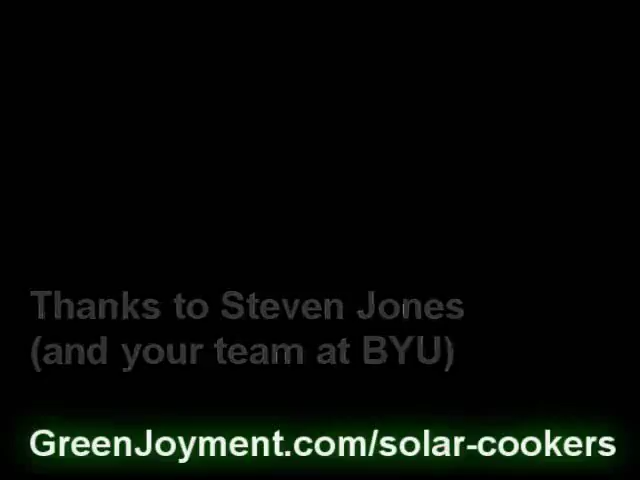 Thanks to Steven Jones
(and your team at BYU)
GreenJoyment.com/solar-cookers